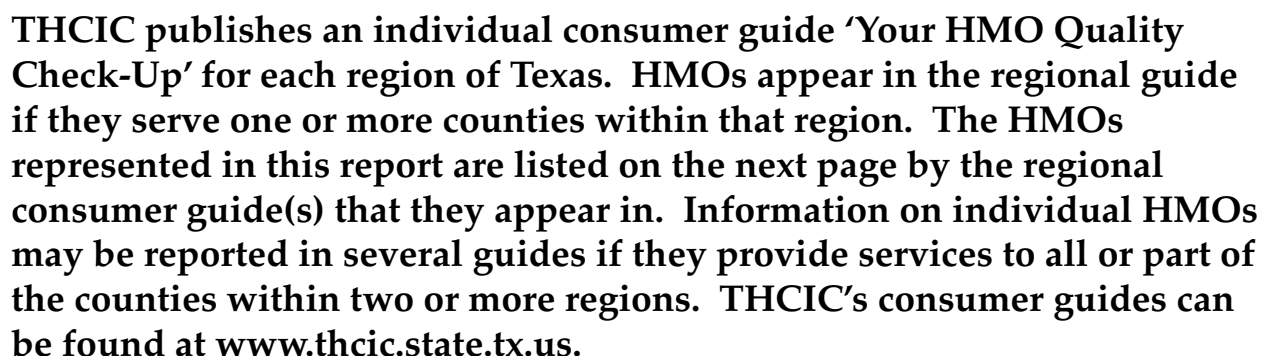 THCIC publishes an individual consumer guide ‘Your HMO Quality
Check-Up’ for each region of Texas.  HMOs appear in the regional guide
if they serve one or more counties within that region.  The HMOs
represented in this report are listed on the next page by the regional
consumer guide(s) that they appear in.  Information on individual HMOs
may be reported in several guides if they provide services to all or part of
the counties within two or more regions.  THCIC’s consumer guides can
be found at www.thcic.state.tx.us.